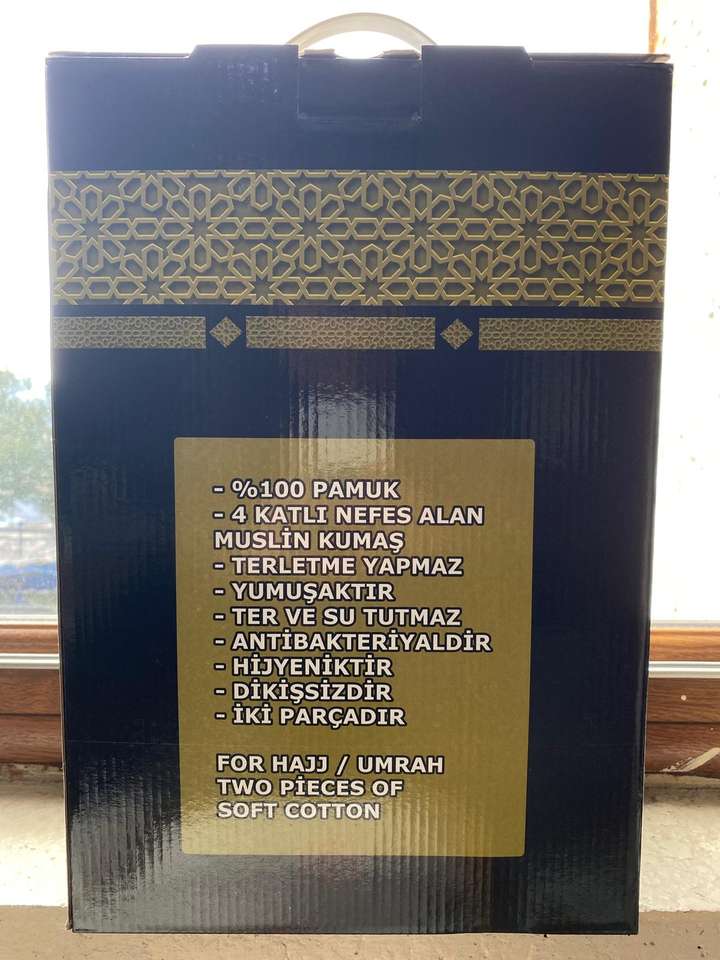 - %100 PAMUK
- 4 KATLI NEFES ALAN
MUSLİN KUMAŞ
- TERLETME YAPMAZ
- YUMUŞAKTIR
- TER VE SU TUTMAZ
- ANTİBAKTERİYALDİR
- HİJYENİKTİR
- DİKİŞSİZDİR
- İKİ PARÇADIR
FOR HAJJ / UMRAH
TWO PİECES OF
SOFT COTTON